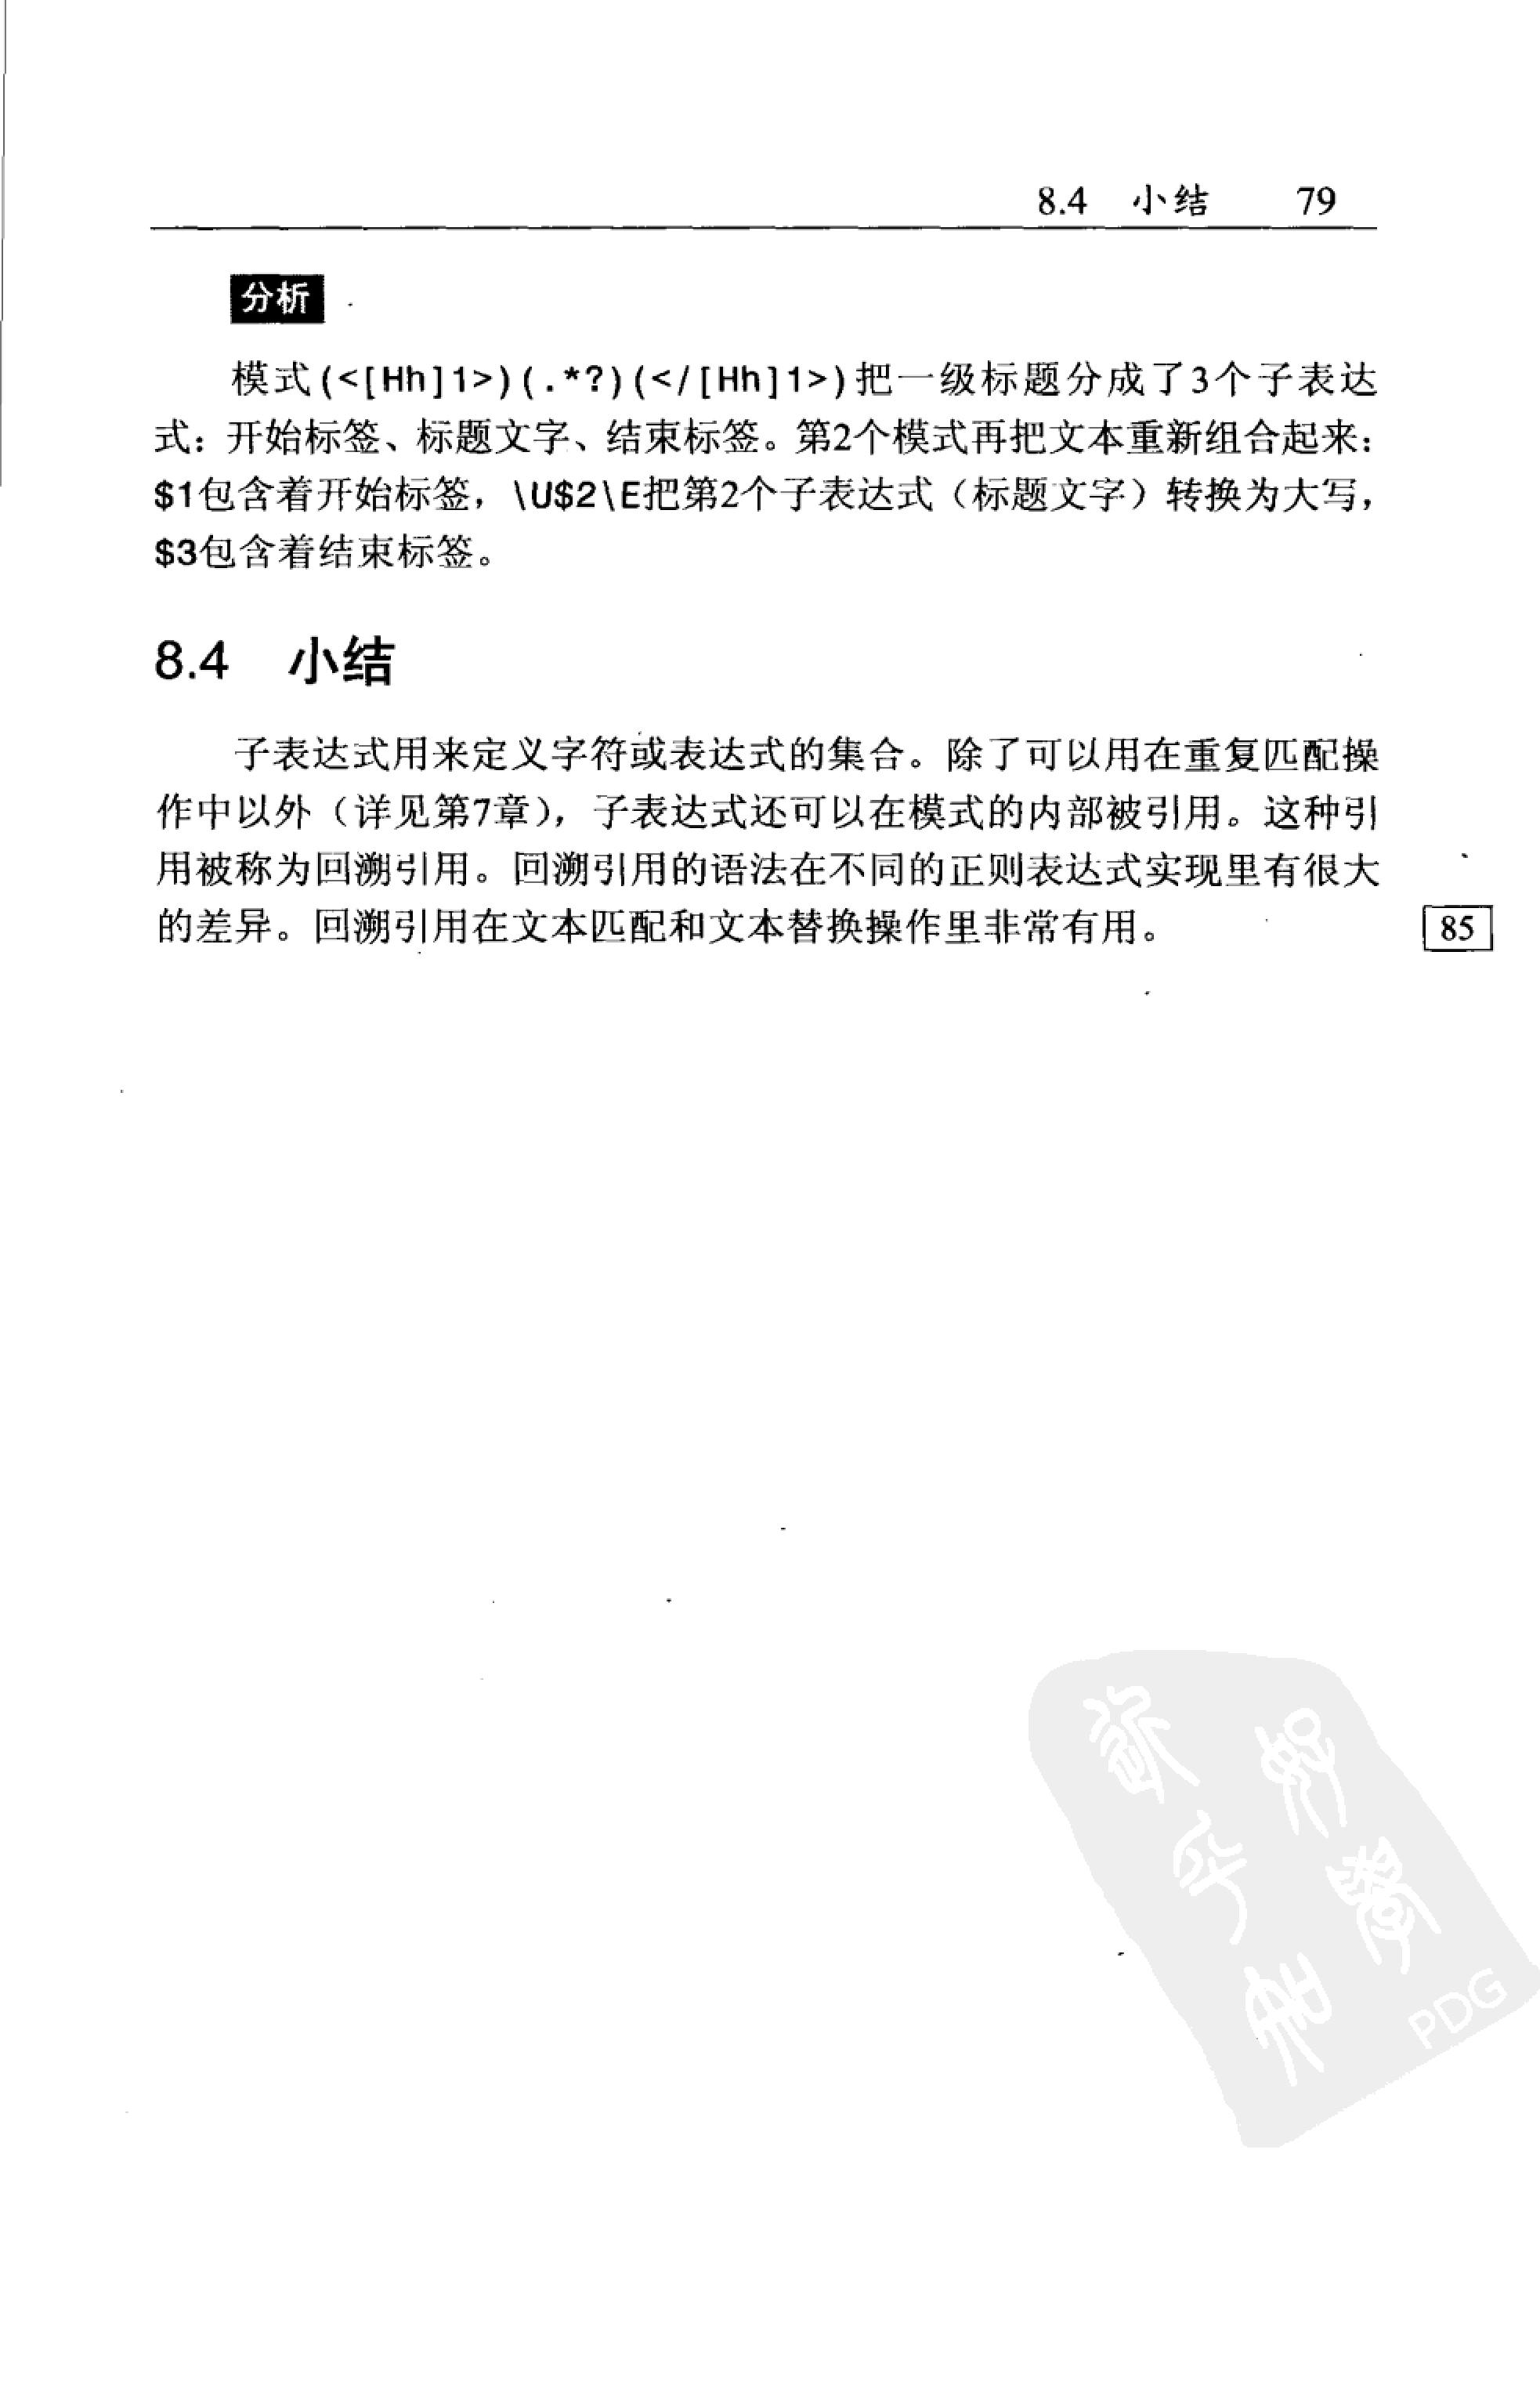 8.4 小结 79
分析
模式(<[Hh]1>)(.*?)(</[Hh]1>)把一级标题分成了3个子表达
式：开始标签、标题文字、结束标签。第2个模式再把文本重新组合起来：
$1包含着开始标签，\U$2\E把第2个子表达式（标题文字）转换为大写，
$3包含着结束标签。
8.4 小结
子表达式用来定义字符或表达式的集合。除了可以用在重复匹配操
作中以外（详见第7章），子表达式还可以在模式的内部被引用。这种引
用被称为回溯引用。回溯引用的语法在不同的正则表达式实现里有很大
的差异。回溯引用在文本匹配和文本替换操作里非常有用。
85
PDG